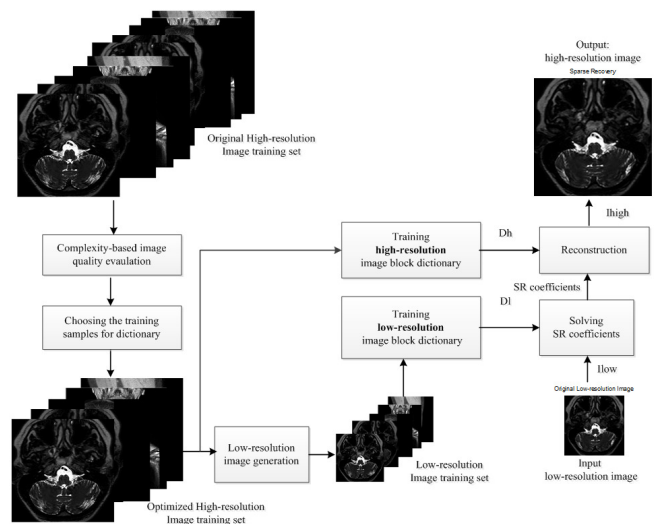 Output:
high-resolution image
Sparse Recovery
Original High-resolution
Image training set
Ihigh
Complexity-based image
quality evaulation
Training
high-resolution
image block dictionary
Dh
Reconstruction
SR coefficients
Choosing the training
samples for dictionary
Training
low-resolution
image block dictionary
Dl
Solving
SR coefficients
Ilow
Original Low-resolution Image
Low-resolution
image generation
Low-resolution
Image training set
Input
low-resolution image
Optimized High-resolution
Image training set